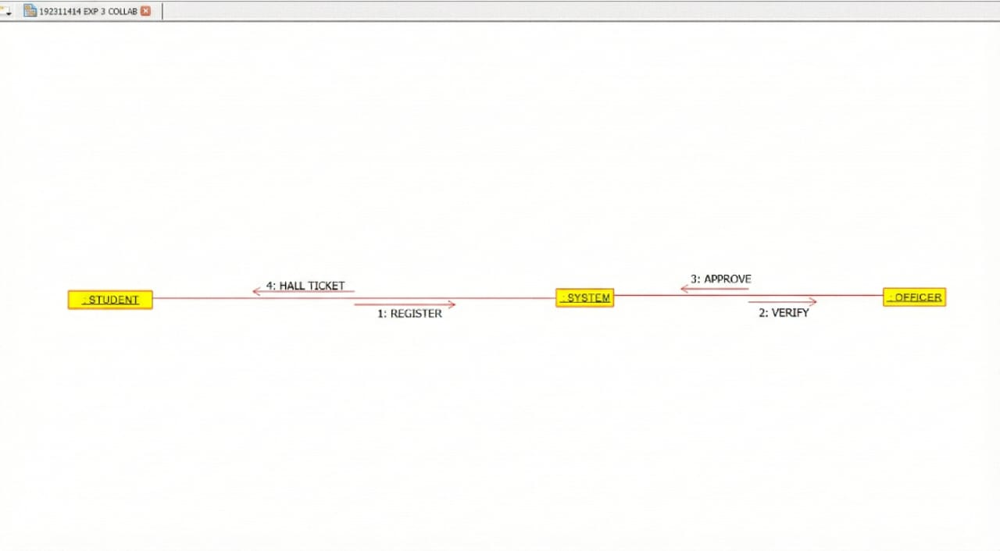 192311414 EXP 3 COLLAB
3: APPROVE
4: HALL TICKET
: STUDENT
: SYSTEM
: OFFICER
1: REGISTER
2: VERIFY